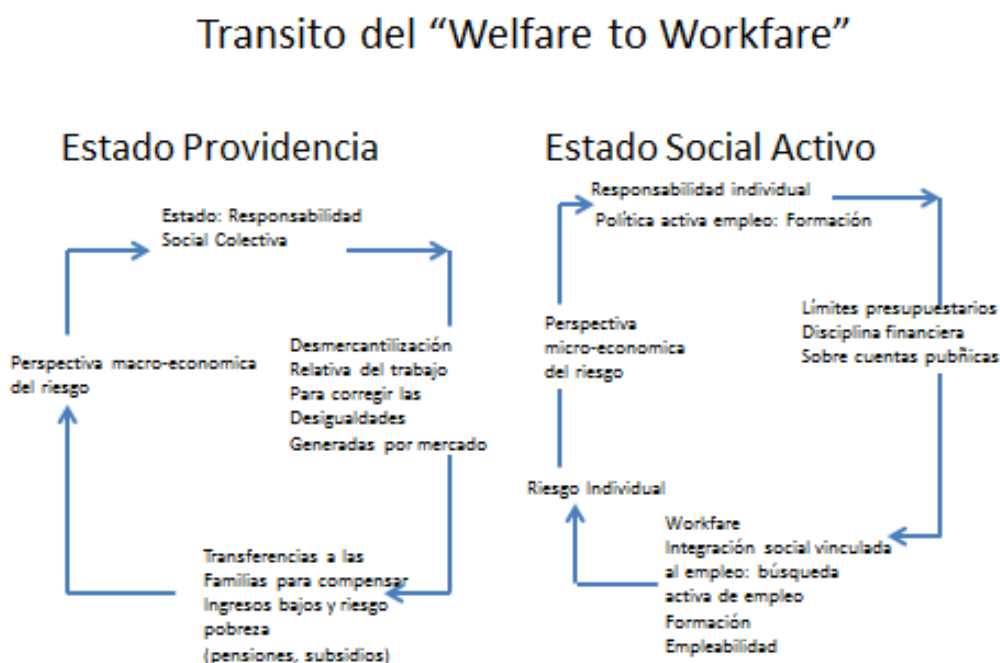 Transito del “Welfare to Workfare”
Estado Providencia
Estado: Responsabilidad
Social Colectiva
Desmercantilización
Relativa del trabajo
Para corregir las
Desigualdades
Generadas por mercado
Transferencias a las
Familias para compensar
Ingresos bajos y riesgo
pobreza
(pensiones, subsidios)
Perspectiva macro-economica
del riesgo
Estado Social Activo
Responsabilidad individual
Política activa empleo: Formación
Límites presupuestarios
Disciplina financiera
Sobre cuentas pubñicas
Workfare
Integración social vinculada
al empleo: búsqueda
activa de empleo
Formación
Empleabilidad
Riesgo Individual
Perspectiva
micro-economica
del riesgo